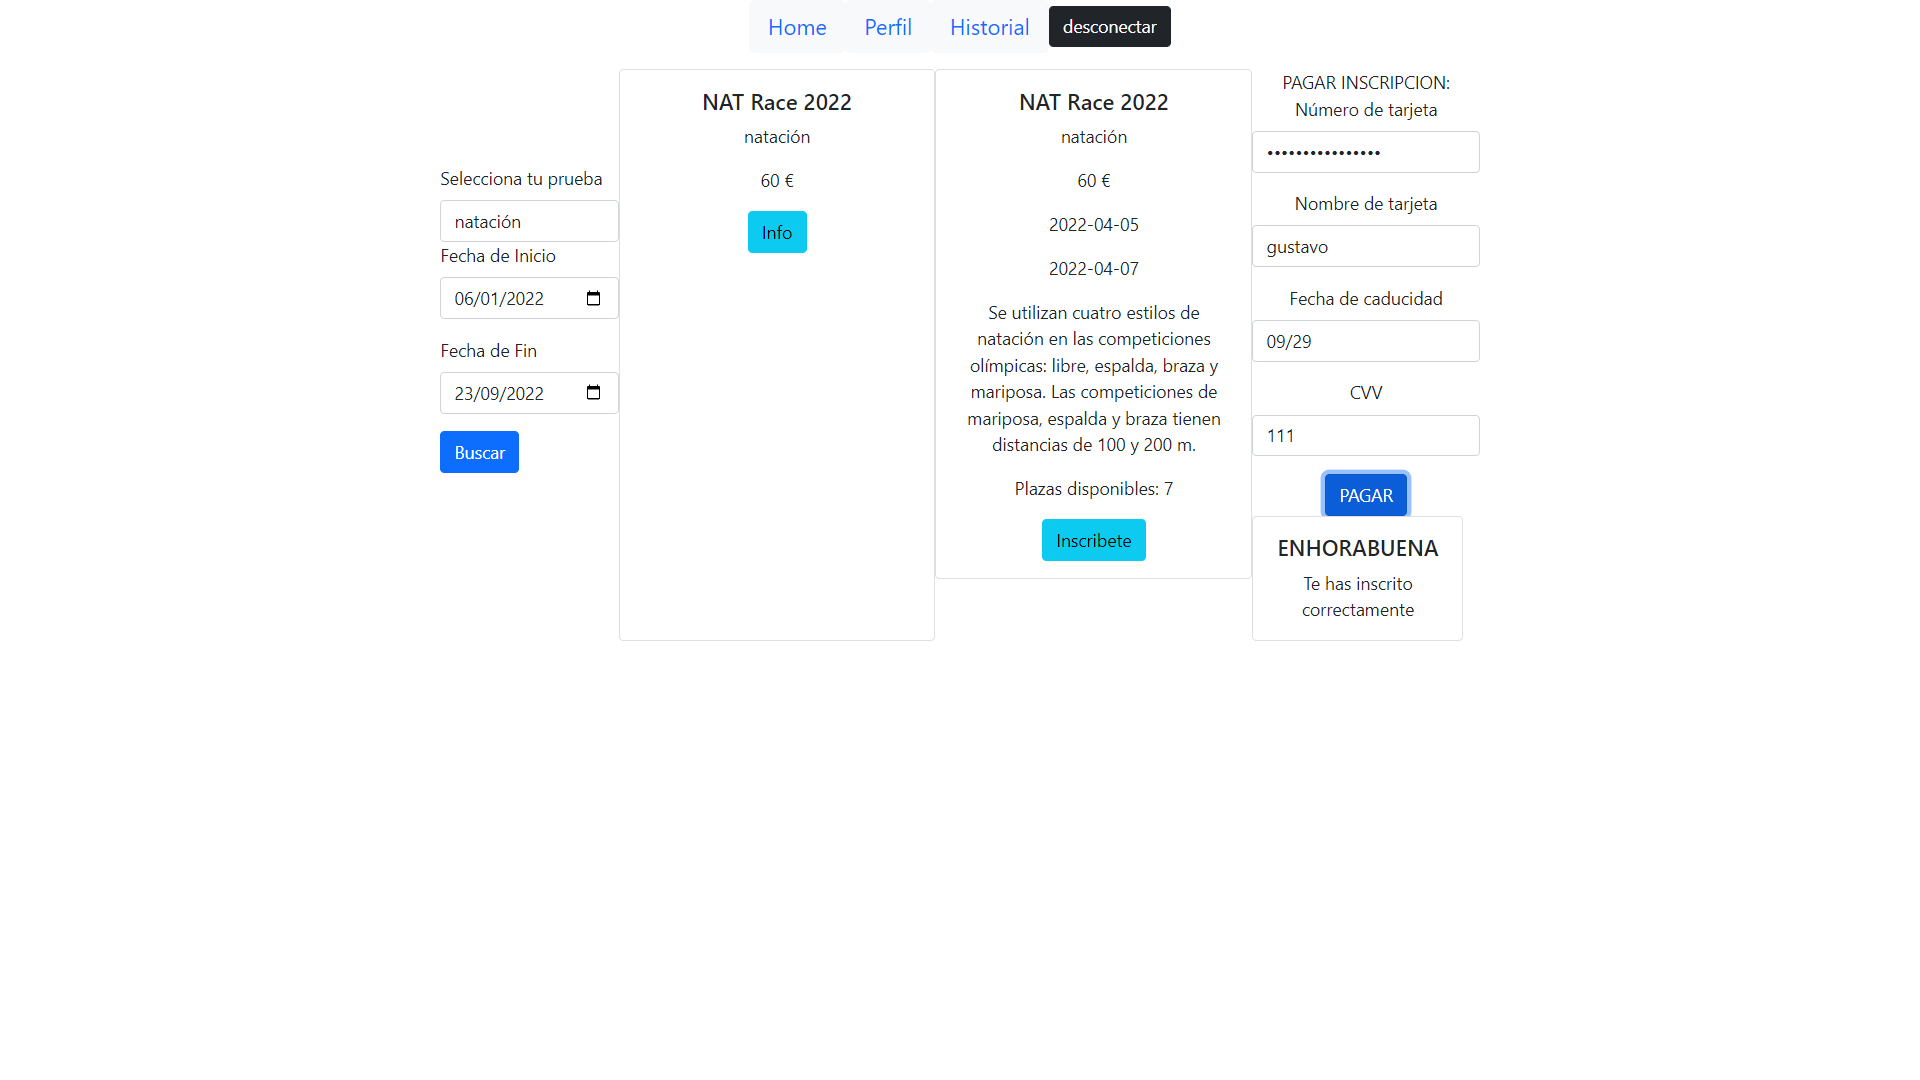 Home Perfil Historial desconectar
Selecciona tu prueba
natación
Fecha de Inicio
06/01/2022
Fecha de Fin
23/09/2022
Buscar
NAT Race 2022
natación
60 €
Info
NAT Race 2022
natación
60 €
2022-04-05
2022-04-07
Se utilizan cuatro estilos de
natación en las competiciones
olímpicas: libre, espalda, braza y
mariposa. Las competiciones de
mariposa, espalda y braza tienen
distancias de 100 y 200 m.
Plazas disponibles: 7
Inscribete
PAGAR INSCRIPCION:
Número de tarjeta
••••••••••••••••
Nombre de tarjeta
gustavo
Fecha de caducidad
09/29
CVV
111
PAGAR
ENHORABUENA
Te has inscrito
correctamente